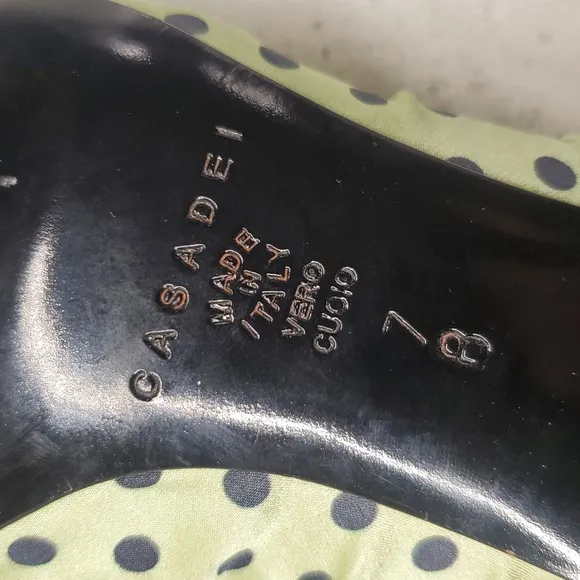 CASADEI
MADE
IN
ITALY
VERO
CUOIO
7
B